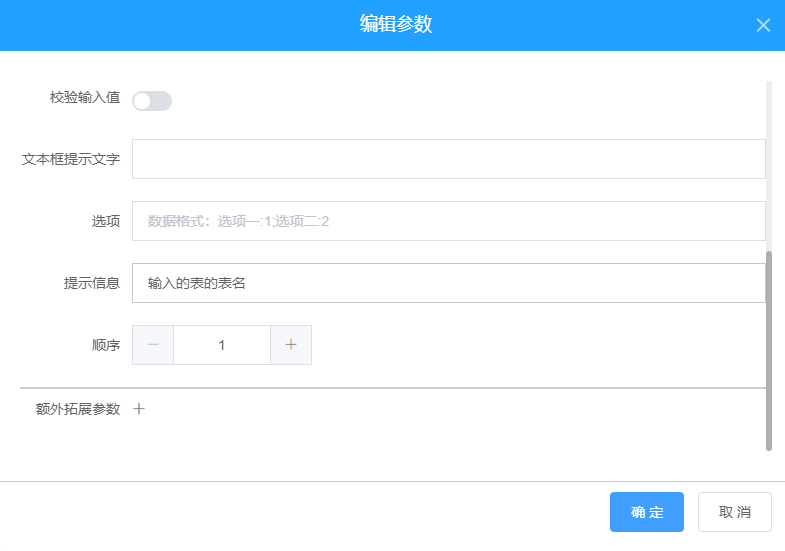 编辑参数
校验输入值
文本框提示文字
选项 数据格式：选项一:1;选项二:2
提示信息 输入的表的表名
顺序 1
额外拓展参数
确 定 取 消